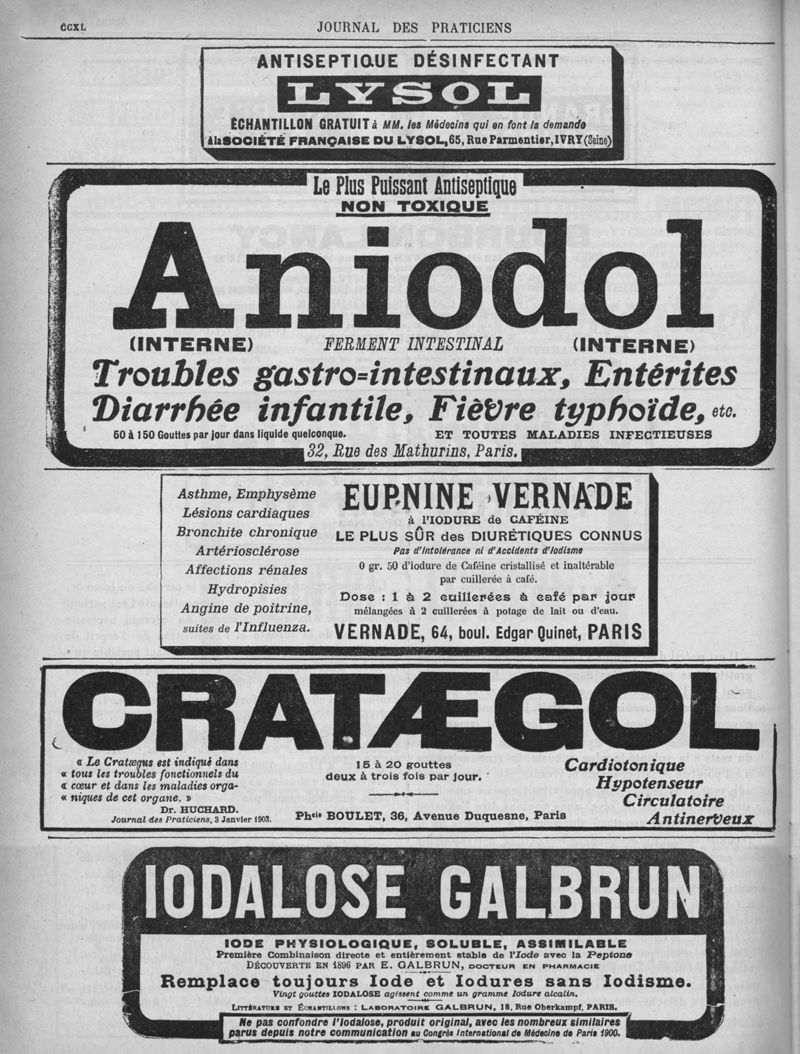 CCXL JOURNAL DES PRATICIENS
ANTISEPTIQUE DÉSINFECTANT
LYSOL
ÉCHANTILLON GRATUIT à MM. les Médecins qui en font la demande
à la SOCIÉTÉ FRANÇAISE DU LYSOL, 65, Rue Parmentier, IVRY (Seine)
Le Plus Puissant Antiseptique
NON TOXIQUE
Aniodol
(INTERNE) FERMENT INTESTINAL (INTERNE)
Troubles gastro=intestinaux, Entérites
Diarrhée infantile, Fièvre typhoïde, etc.
50 à 150 Gouttes par jour dans liquide quelconque. ET TOUTES MALADIES INFECTIEUSES
32, Rue des Mathurins, Paris.
Asthme, Emphysème
Lésions cardiaques
Bronchite chronique
Artériosclérose
Affections rénales
Hydropisies
Angine de poitrine,
suites de l'Influenza.
EUPNINE VERNADE
à l'IODURE de CAFÉINE
LE PLUS SÛR des DIURÉTIQUES CONNUS
Pas d'Intolérance ni d'Accidents d'Iodisme
0 gr. 50 d'iodure de Caféine cristallisé et inaltérable
par cuillerée à café.
Dose : 1 à 2 cuillerées à café par jour
mélangées à 2 cuillerées à potage de lait ou d'eau.
VERNADE, 64, boul. Edgar Quinet, PARIS
CRATÆGOL
« Le Cratægus est indiqué dans
« tous les troubles fonctionnels du
« cœur et dans les maladies orga-
« niques de cet organe. »
Dr. HUCHARD.
Journal des Praticiens, 3 Janvier 1903.
15 à 20 gouttes
deux à trois fois par jour.
Phcie BOULET, 36, Avenue Duquesne, Paris
Cardiotonique
Hypotenseur
Circulatoire
Antinerveux
IODALOSE GALBRUN
IODE PHYSIOLOGIQUE, SOLUBLE, ASSIMILABLE
Première Combinaison directe et entièrement stable de l'Iode avec la Peptone
DÉCOUVERTE EN 1896 PAR E. GALBRUN, DOCTEUR EN PHARMACIE
Remplace toujours Iode et Iodures sans Iodisme.
Vingt gouttes IODALOSE agissent comme un gramme Iodure alcalin.
LITTÉRATURE ET ÉCHANTILLONS : LABORATOIRE GALBRUN, 18, Rue Oberkampf, PARIS.
Ne pas confondre l'Iodalose, produit original, avec les nombreux similaires
parus depuis notre communication au Congrès International de Médecine de Paris 1900.